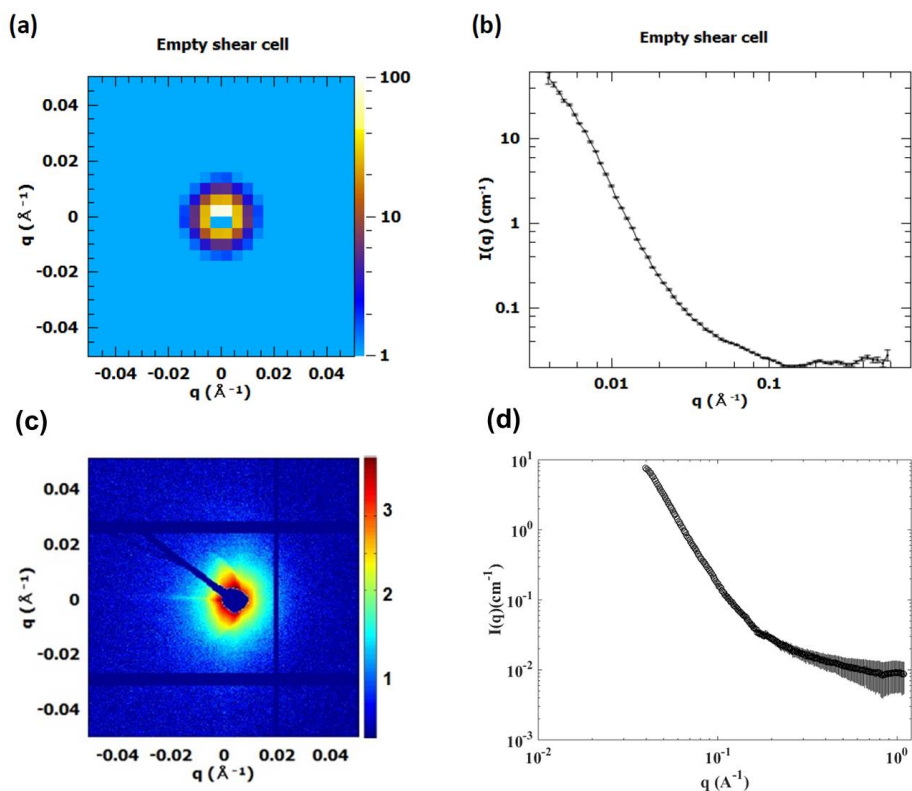 (a)
Empty shear cell
0.04
0.02
0
-0.02
-0.04
q (Å⁻¹)
-0.04 -0.02 0 0.02 0.04
q (Å⁻¹)
100
10
1
(b)
Empty shear cell
10
1
0.1
I(q) (cm⁻¹)
0.01 0.1
q (Å⁻¹)
(c)
0.04
0.02
0
-0.02
-0.04
q (Å⁻¹)
-0.04 -0.02 0 0.02 0.04
q (Å⁻¹)
3
2
1
(d)
10¹
10⁰
10⁻¹
10⁻²
10⁻³
I(q)(cm⁻¹)
10⁻² 10⁻¹ 10⁰
q (A⁻¹)